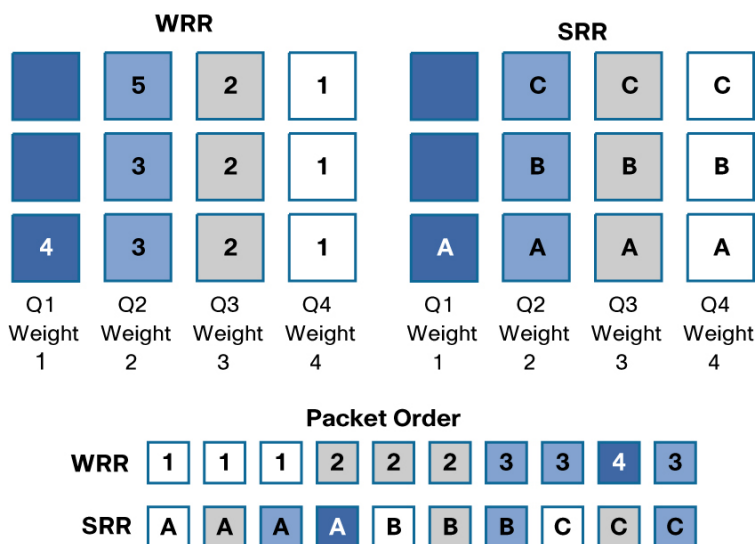 WRR
SRR
5 2 1
C C C
3 2 1
B B B
4 3 2 1
A A A A
Q1 Q2 Q3 Q4
Weight Weight Weight Weight
1 2 3 4
Q1 Q2 Q3 Q4
Weight Weight Weight Weight
1 2 3 4
Packet Order
WRR 1 1 1 2 2 2 3 3 4 3
SRR A A A A B B B C C C